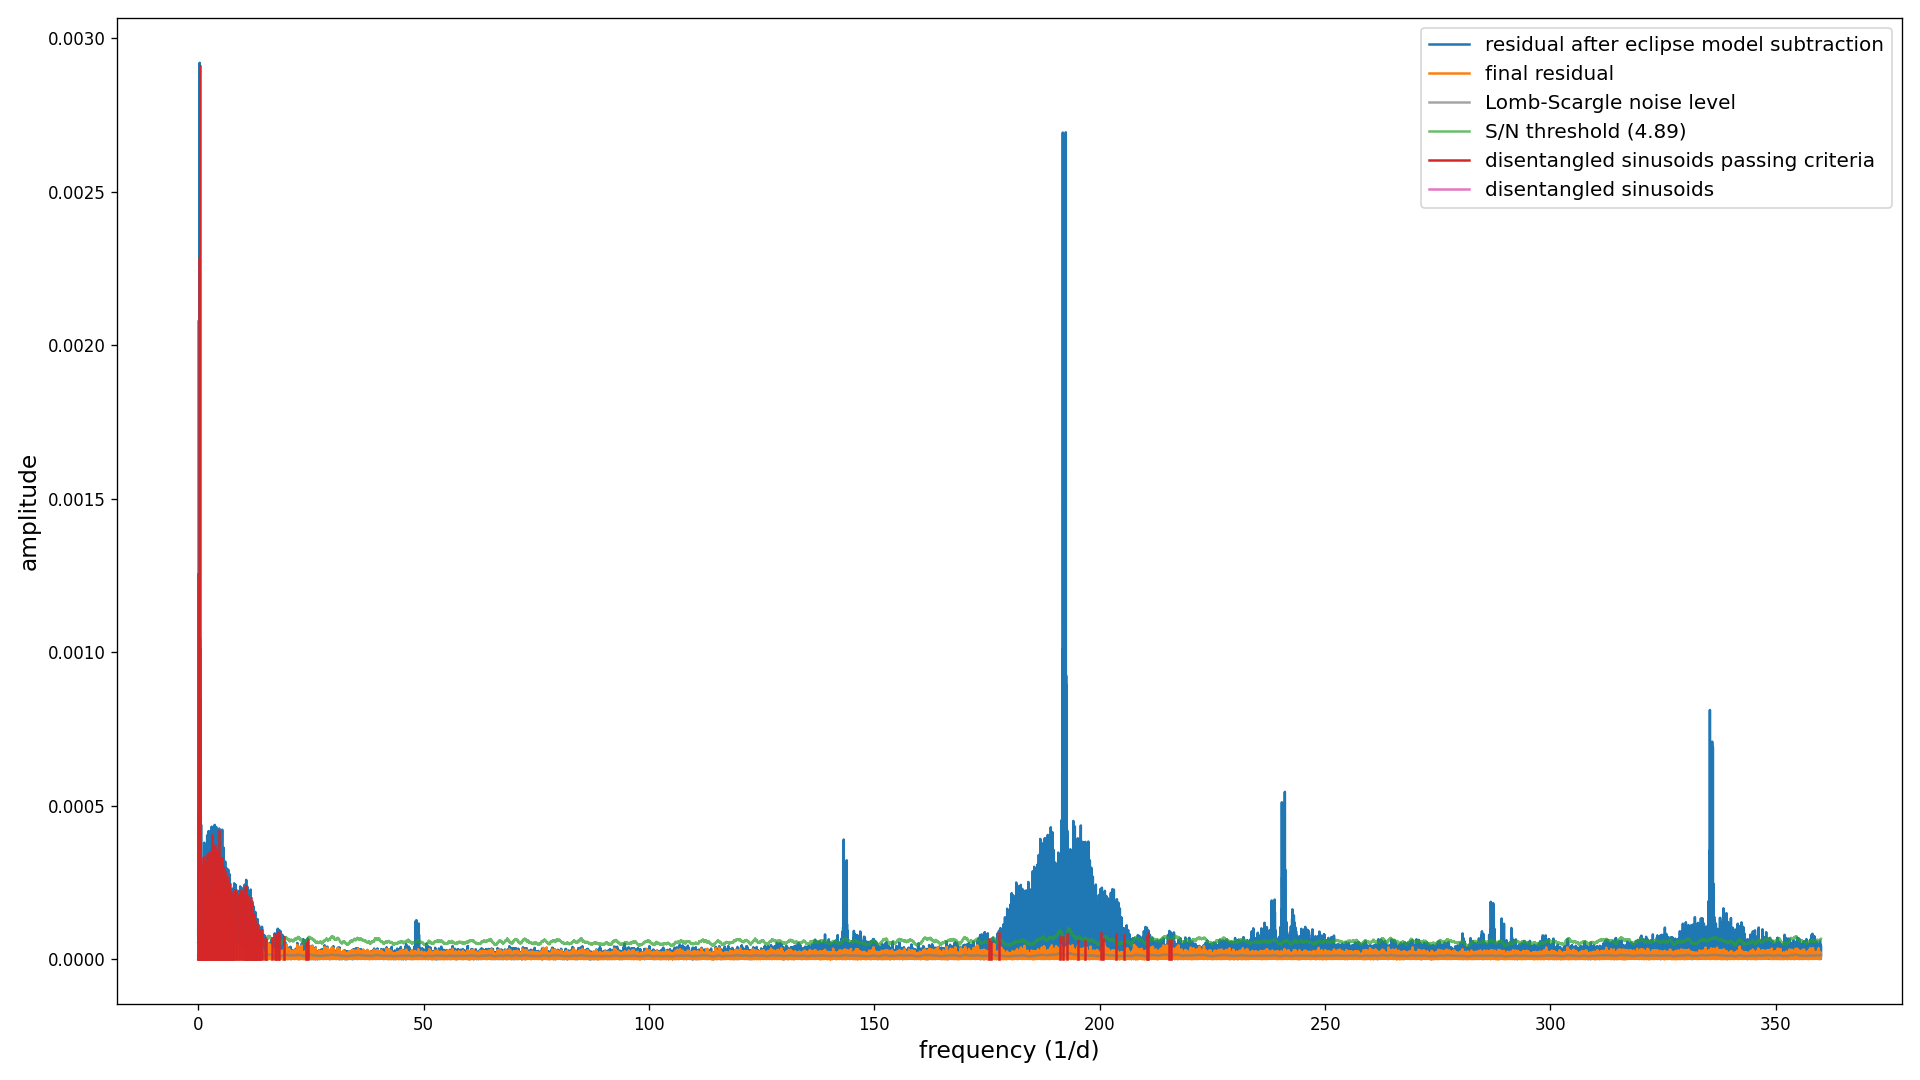 residual after eclipse model subtraction
final residual
Lomb-Scargle noise level
S/N threshold (4.89)
disentangled sinusoids passing criteria
disentangled sinusoids
0.0030
0.0025
0.0020
0.0015
0.0010
0.0005
0.0000
amplitude
0 50 100 150 200 250 300 350
frequency (1/d)